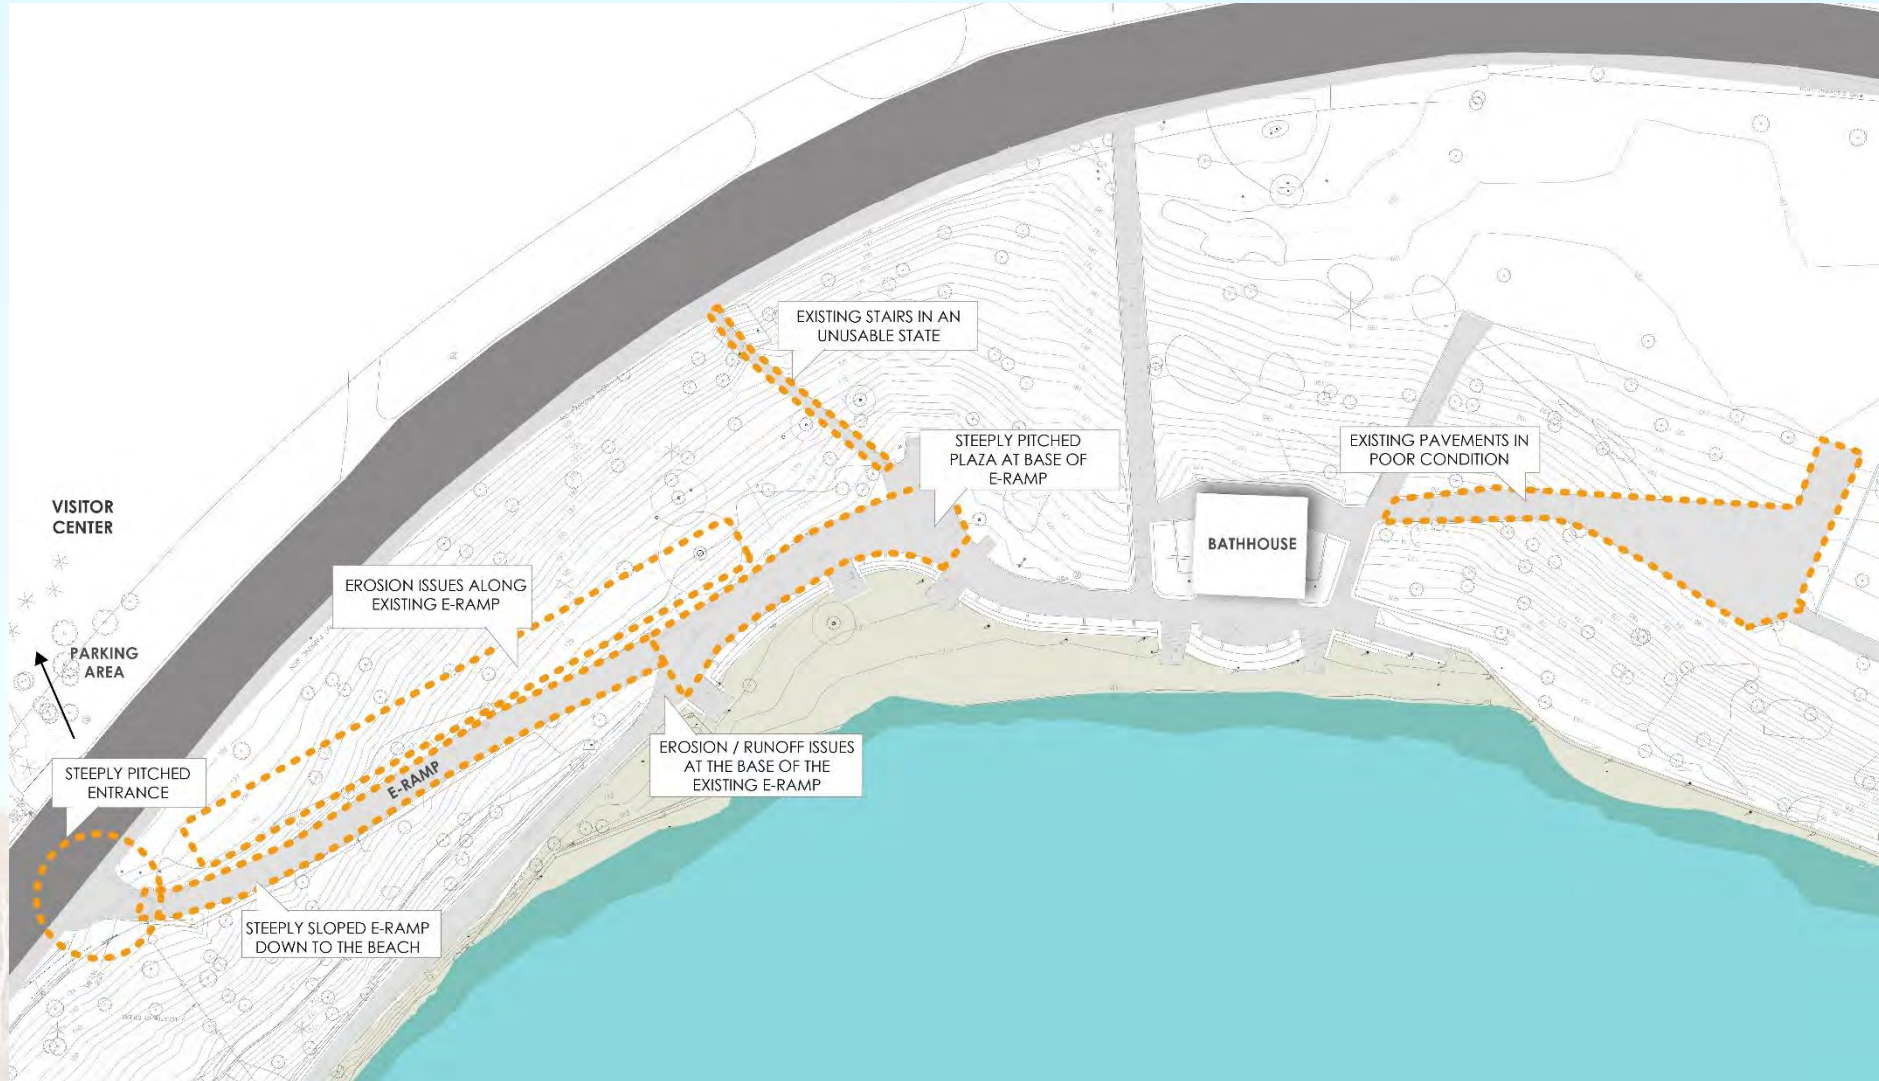 EXISTING STAIRS IN AN
UNUSABLE STATE
STEEPLY PITCHED
PLAZA AT BASE OF
E-RAMP
EXISTING PAVEMENTS IN
POOR CONDITION
VISITOR
CENTER
BATHHOUSE
EROSION ISSUES ALONG
EXISTING E-RAMP
PARKING
AREA
EROSION / RUNOFF ISSUES
AT THE BASE OF THE
EXISTING E-RAMP
STEEPLY PITCHED
ENTRANCE
E-RAMP
STEEPLY SLOPED E-RAMP
DOWN TO THE BEACH